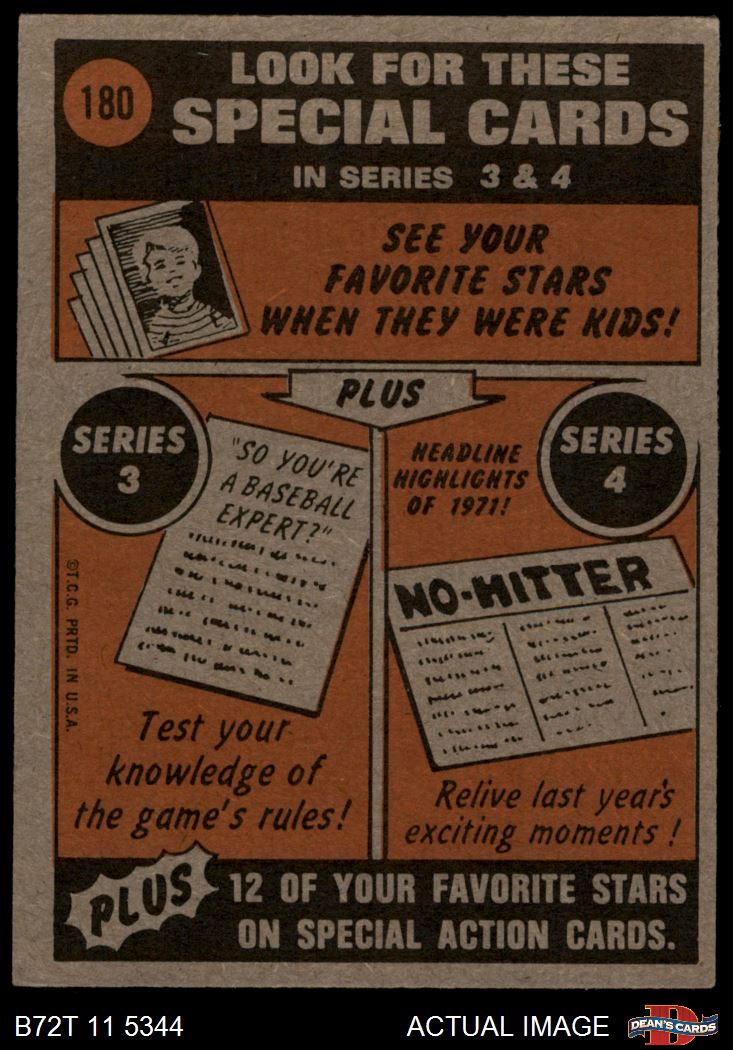 180
LOOK FOR THESE
SPECIAL CARDS
IN SERIES 3 & 4
SEE YOUR
FAVORITE STARS
WHEN THEY WERE KIDS!
PLUS
SERIES
3
"SO YOU'RE
A BASEBALL
EXPERT?"
Test your
knowledge of
the game's rules!
HEADLINE
HIGHLIGHTS
OF 1971!
SERIES
4
NO-HITTER
Relive last year's
exciting moments!
©T.C.G. PRTD. IN U.S.A.
PLUS
12 OF YOUR FAVORITE STARS
ON SPECIAL ACTION CARDS.
B72T 11 5344
ACTUAL IMAGE
D
DEAN'S CARDS